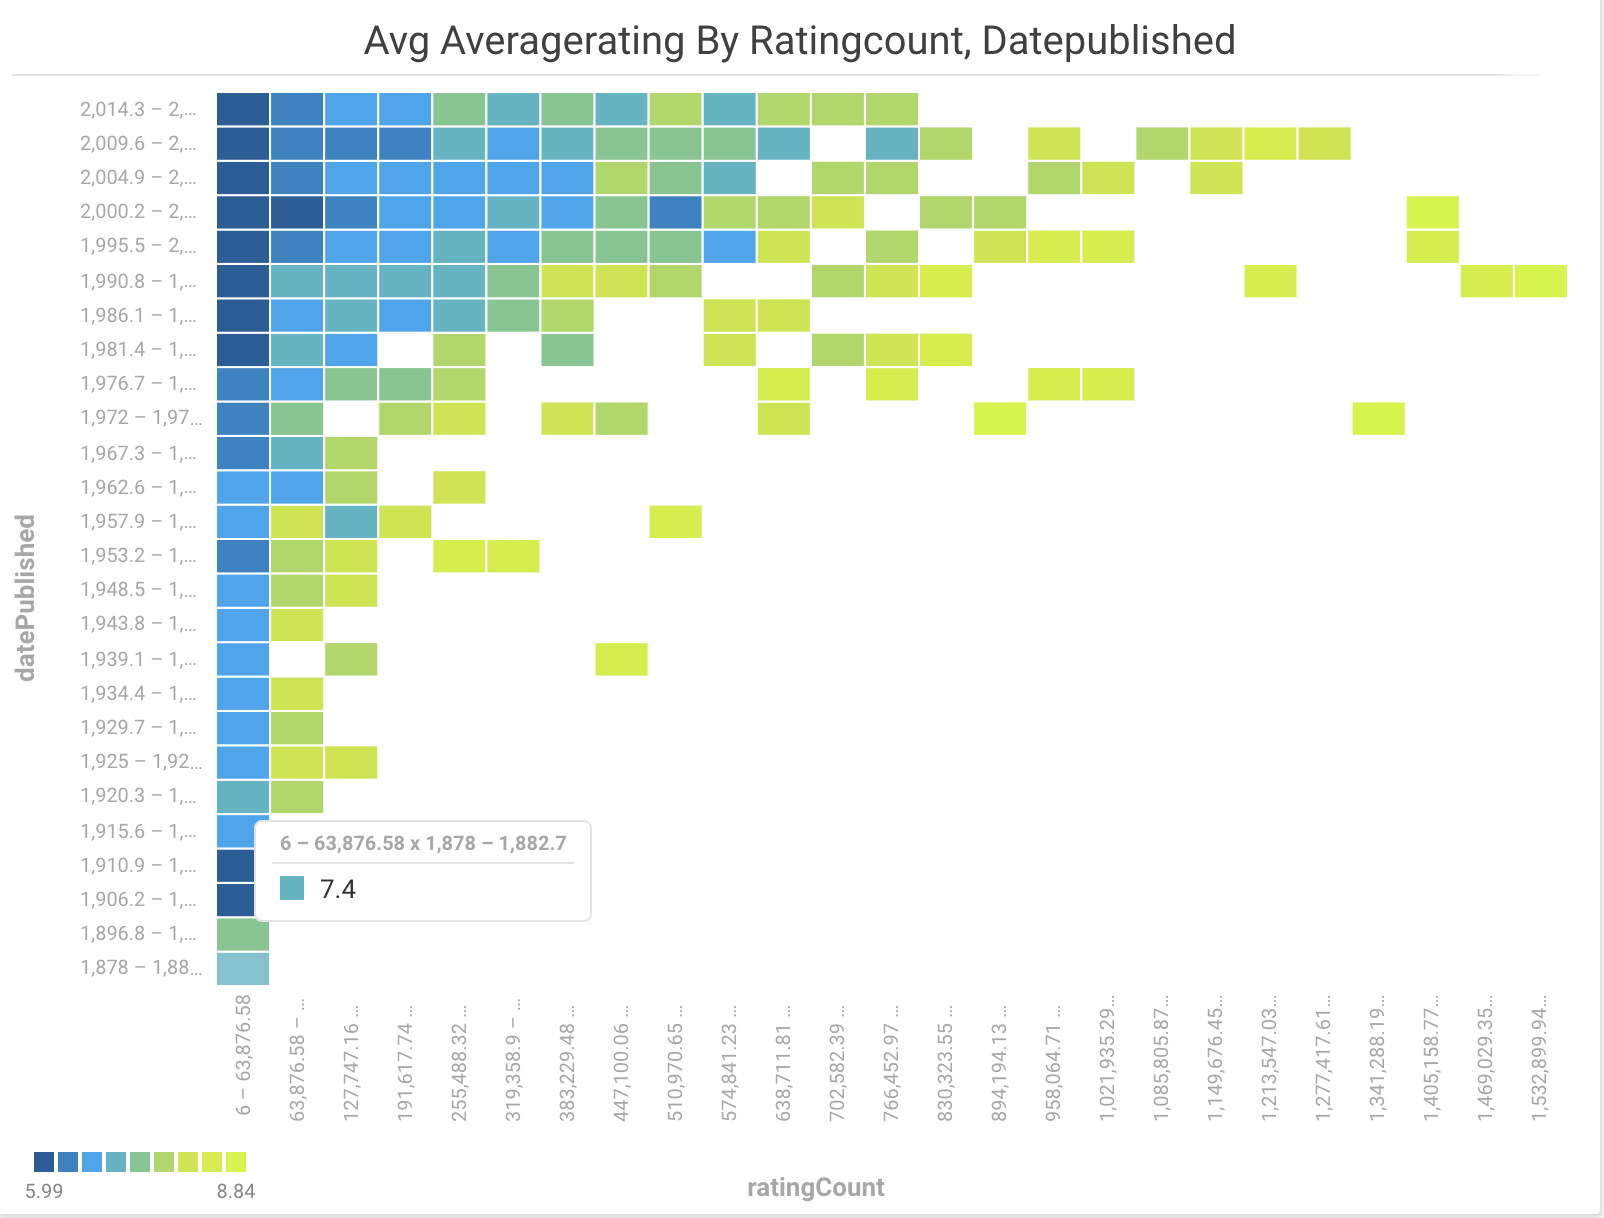 Avg Averagerating By Ratingcount, Datepublished
2,014.3 – 2,...
2,009.6 – 2,...
2,004.9 – 2,...
2,000.2 – 2,...
1,995.5 – 2,...
1,990.8 – 1,...
1,986.1 – 1,...
1,981.4 – 1,...
1,976.7 – 1,...
1,972 – 1,97...
1,967.3 – 1,...
1,962.6 – 1,...
1,957.9 – 1,...
1,953.2 – 1,...
1,948.5 – 1,...
1,943.8 – 1,...
1,939.1 – 1,...
1,934.4 – 1,...
1,929.7 – 1,...
1,925 – 1,92...
1,920.3 – 1,...
1,915.6 – 1,...
1,910.9 – 1,...
1,906.2 – 1,...
1,896.8 – 1,...
1,878 – 1,88...
datePublished
6 – 63,876.58 x 1,878 – 1,882.7
7.4
6 – 63,876.58
63,876.58 – ...
127,747.16 ...
191,617.74 ...
255,488.32 ...
319,358.9 – ...
383,229.48 ...
447,100.06 ...
510,970.65 ...
574,841.23 ...
638,711.81 ...
702,582.39 ...
766,452.97 ...
830,323.55 ...
894,194.13 ...
958,064.71 ...
1,021,935.29...
1,085,805.87...
1,149,676.45...
1,213,547.03...
1,277,417.61...
1,341,288.19...
1,405,158.77...
1,469,029.35...
1,532,899.94...
ratingCount
5.99
8.84